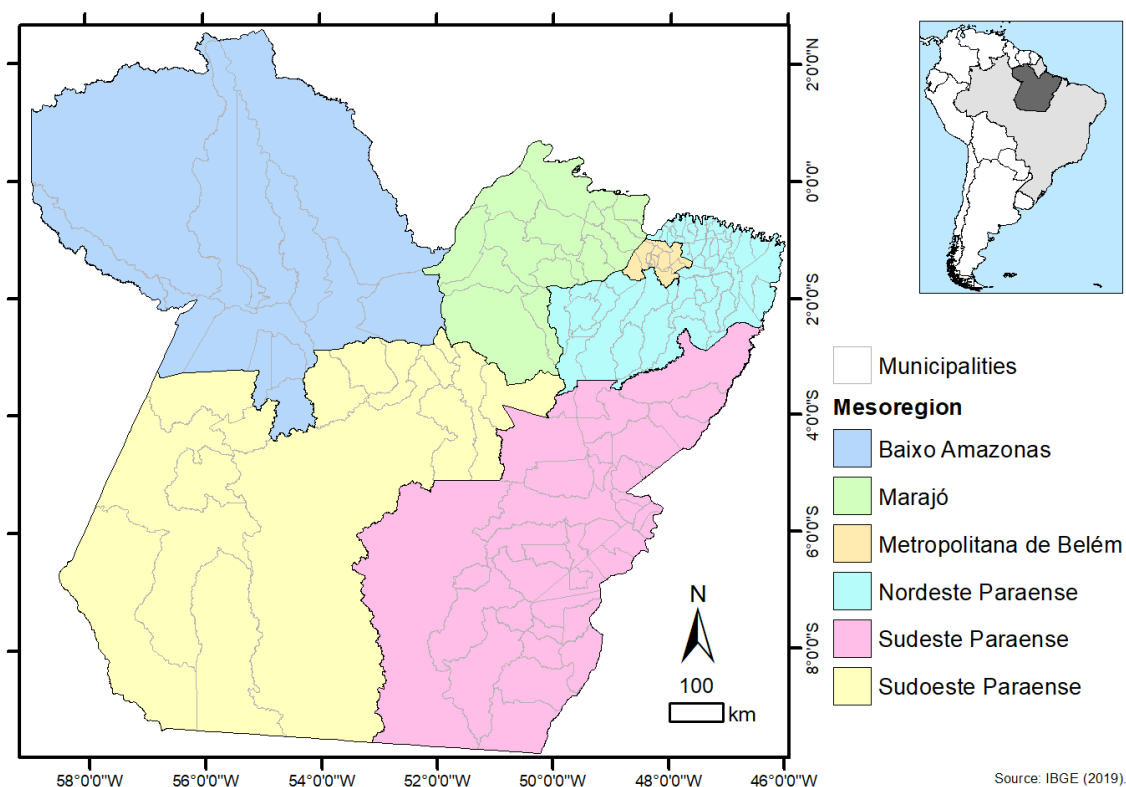 2°0'0"N
0°0'0"
2°0'0"S
4°0'0"S
6°0'0"S
8°0'0"S
Municipalities
Mesoregion
Baixo Amazonas
Marajó
Metropolitana de Belém
Nordeste Paraense
Sudeste Paraense
Sudoeste Paraense
N
100
km
58°0'0"W
56°0'0"W
54°0'0"W
52°0'0"W
50°0'0"W
48°0'0"W
46°0'0"W
Source: IBGE (2019).